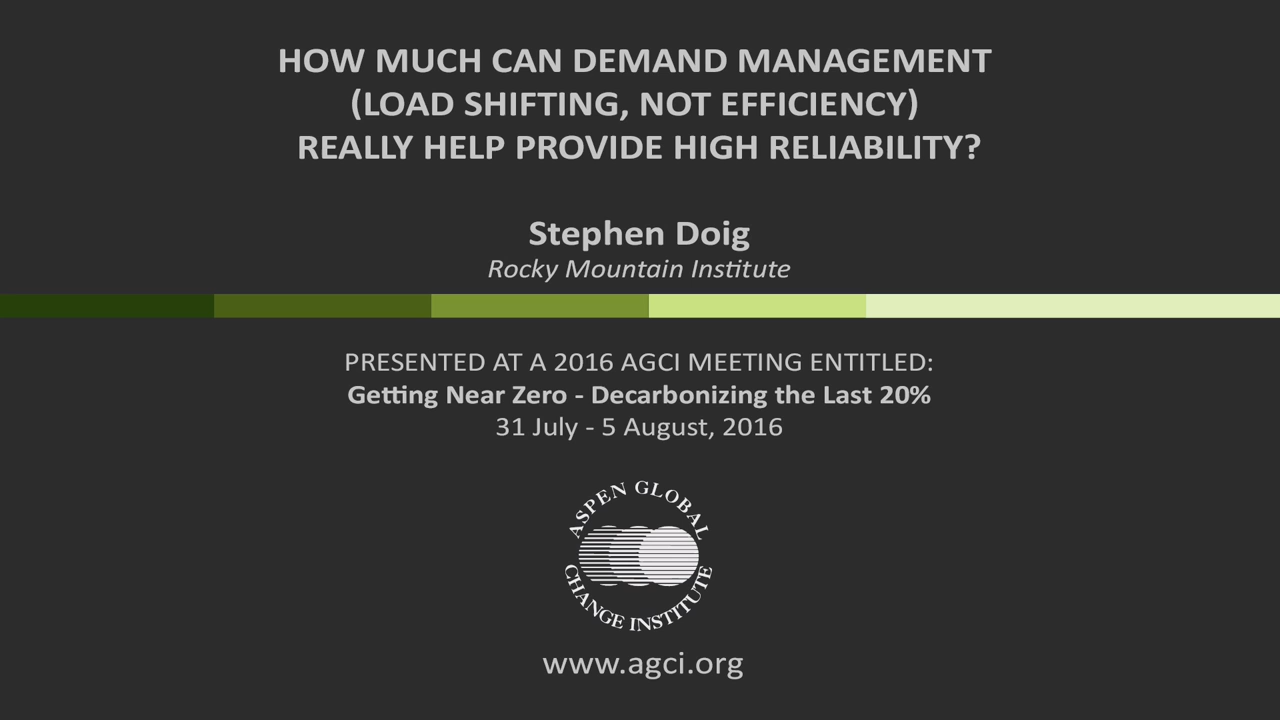 HOW MUCH CAN DEMAND MANAGEMENT
(LOAD SHIFTING, NOT EFFICIENCY)
REALLY HELP PROVIDE HIGH RELIABILITY?
Stephen Doig
Rocky Mountain Institute
PRESENTED AT A 2016 AGCI MEETING ENTITLED:
Getting Near Zero - Decarbonizing the Last 20%
31 July - 5 August, 2016
ASPEN GLOBAL
CHANGE INSTITUTE
www.agci.org